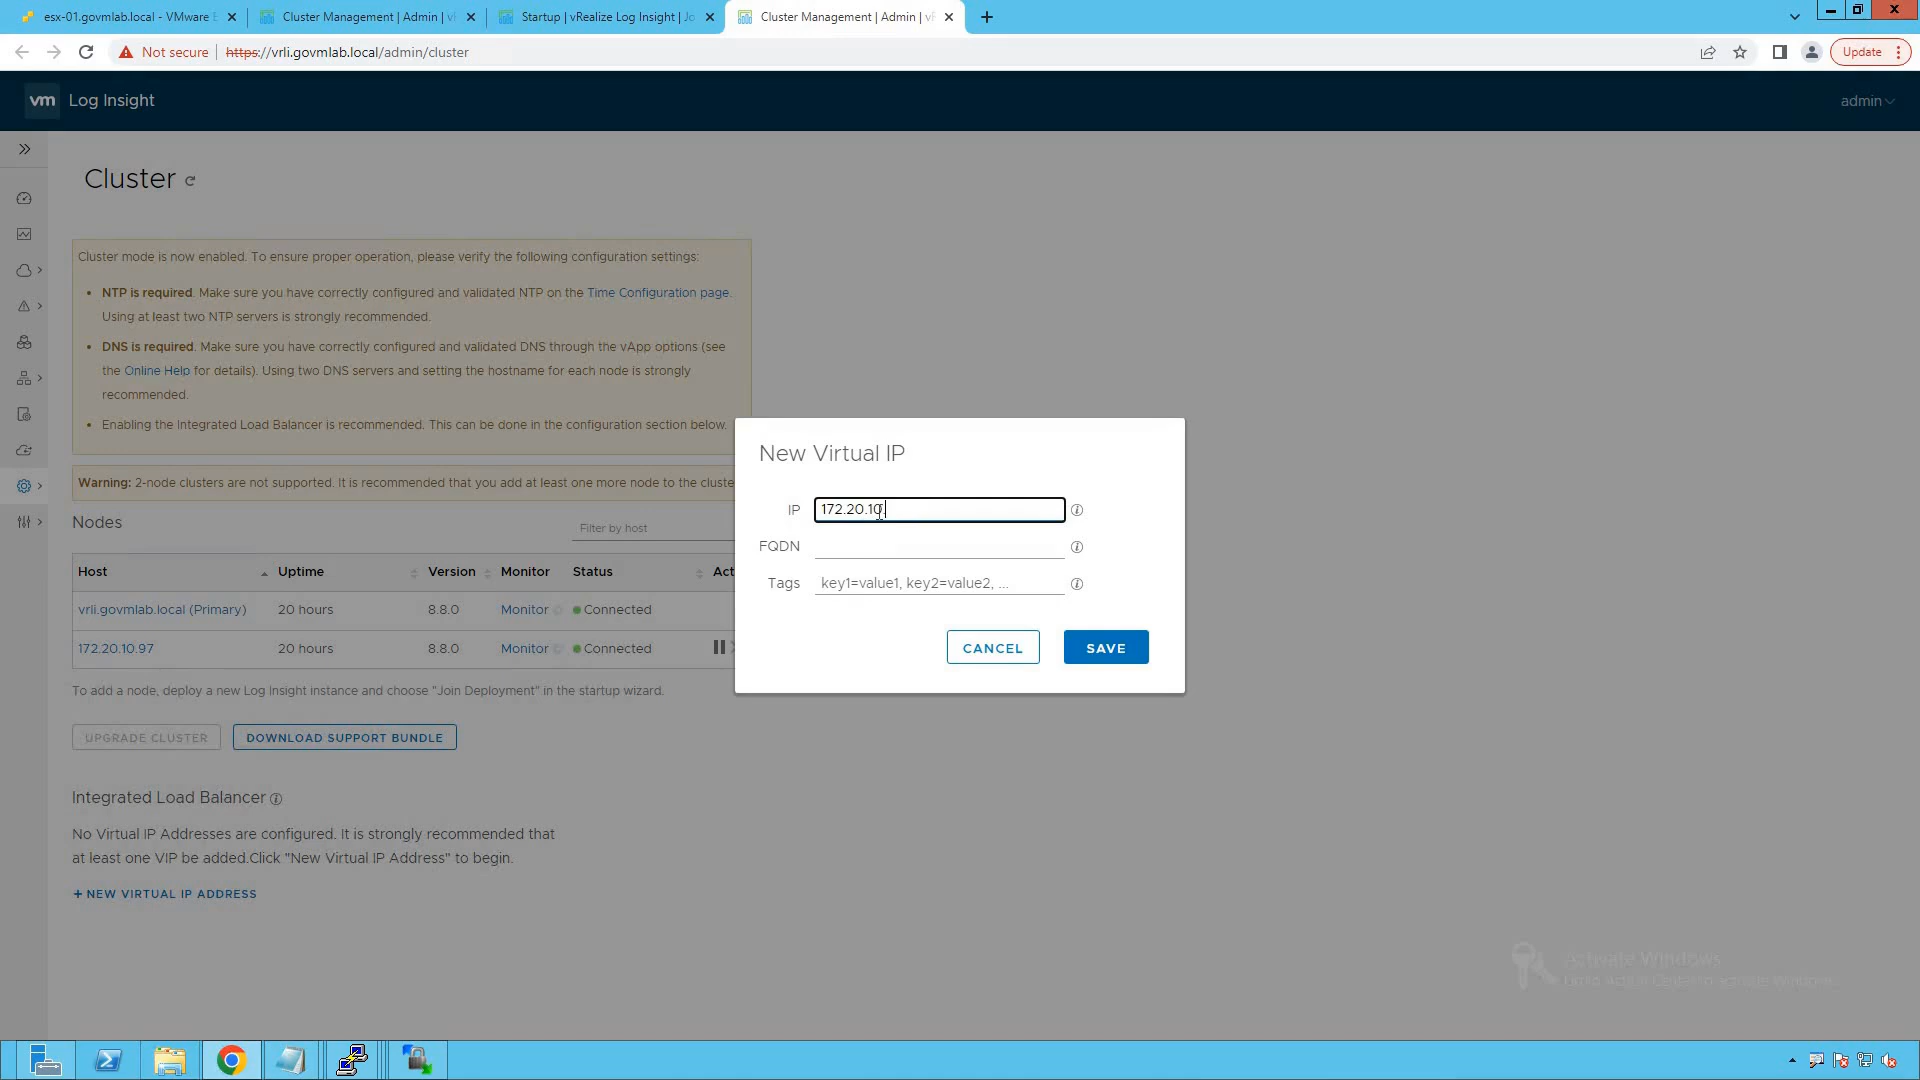 esx-01.govmlab.local - VMware E
Cluster Management | Admin | vR
Startup | vRealize Log Insight | Jo
Cluster Management | Admin | vR
Not secure
https://vrli.govmlab.local/admin/cluster
Update
vm Log Insight
admin
Cluster
Cluster mode is now enabled. To ensure proper operation, please verify the following configuration settings:
• NTP is required. Make sure you have correctly configured and validated NTP on the Time Configuration page.
Using at least two NTP servers is strongly recommended.
• DNS is required. Make sure you have correctly configured and validated DNS through the vApp options (see
the Online Help for details). Using two DNS servers and setting the hostname for each node is strongly
recommended.
• Enabling the Integrated Load Balancer is recommended. This can be done in the configuration section below.
Warning: 2-node clusters are not supported. It is recommended that you add at least one more node to the cluste
Nodes
Filter by host
Host Uptime Version Monitor Status Act
vrli.govmlab.local (Primary) 20 hours 8.8.0 Monitor Connected
172.20.10.97 20 hours 8.8.0 Monitor Connected
To add a node, deploy a new Log Insight instance and choose "Join Deployment" in the startup wizard.
UPGRADE CLUSTER DOWNLOAD SUPPORT BUNDLE
Integrated Load Balancer
No Virtual IP Addresses are configured. It is strongly recommended that
at least one VIP be added.Click "New Virtual IP Address" to begin.
+ NEW VIRTUAL IP ADDRESS
New Virtual IP
IP 172.20.10.
FQDN
Tags key1=value1, key2=value2, ...
CANCEL SAVE
Activate Windows
Go to Action Center to activate Windows.